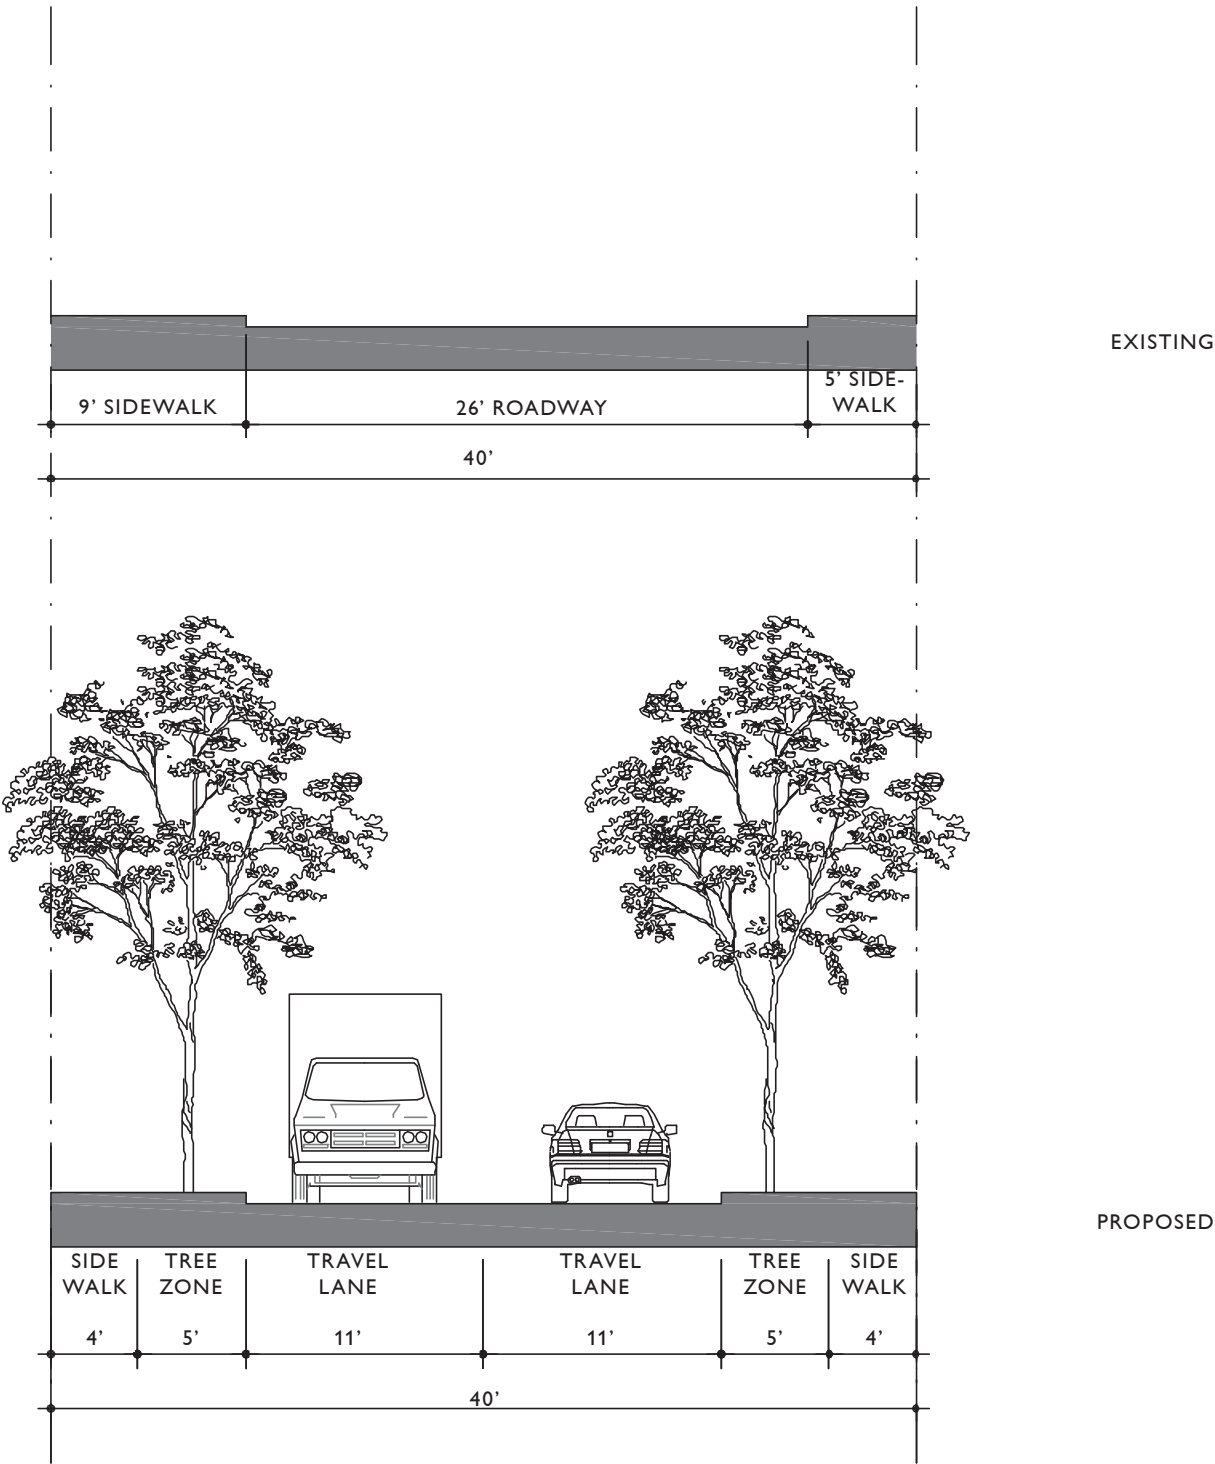 EXISTING
5’ SIDE-
WALK
9’ SIDEWALK
26’ ROADWAY
40’
PROPOSED
SIDE TREE TRAVEL TRAVEL TREE SIDE
WALK ZONE LANE LANE ZONE WALK
4’ 5’ 11’ 11’ 5’ 4’
40’